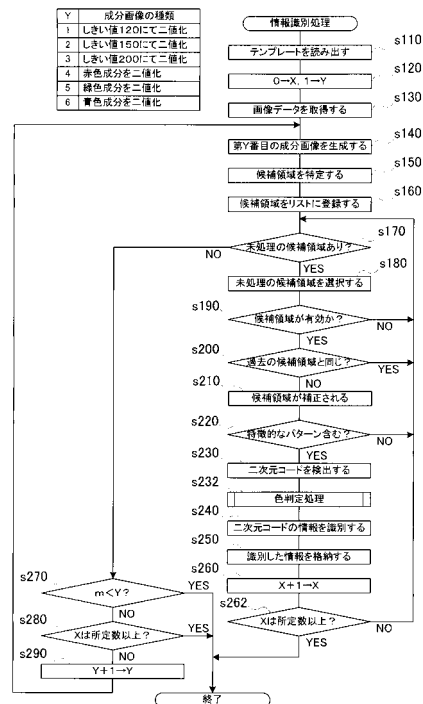 Y 成分画像の種類
1 しきい値120にて二値化
2 しきい値150にて二値化
3 しきい値200にて二値化
4 赤色成分を二値化
5 緑色成分を二値化
6 青色成分を二値化
情報識別処理
s110
テンプレートを読み出す
s120
0→X, 1→Y
s130
画像データを取得する
s140
第Y番目の成分画像を生成する
s150
候補領域を特定する
s160
候補領域をリストに登録する
s170
未処理の候補領域あり?
NO
YES
s180
未処理の候補領域を選択する
s190
候補領域が有効か?
NO
YES
s200
過去の候補領域と同じ?
YES
NO
s210
候補領域が補正される
s220
特徴的なパターン含む?
NO
YES
s230
二次元コードを検出する
s232
色判定処理
s240
二次元コードの情報を識別する
s250
識別した情報を格納する
s260
X+1→X
s262
Xは所定数以上?
NO
YES
s270
m<Y?
YES
NO
s280
Xは所定数以上?
YES
NO
s290
Y+1→Y
終了